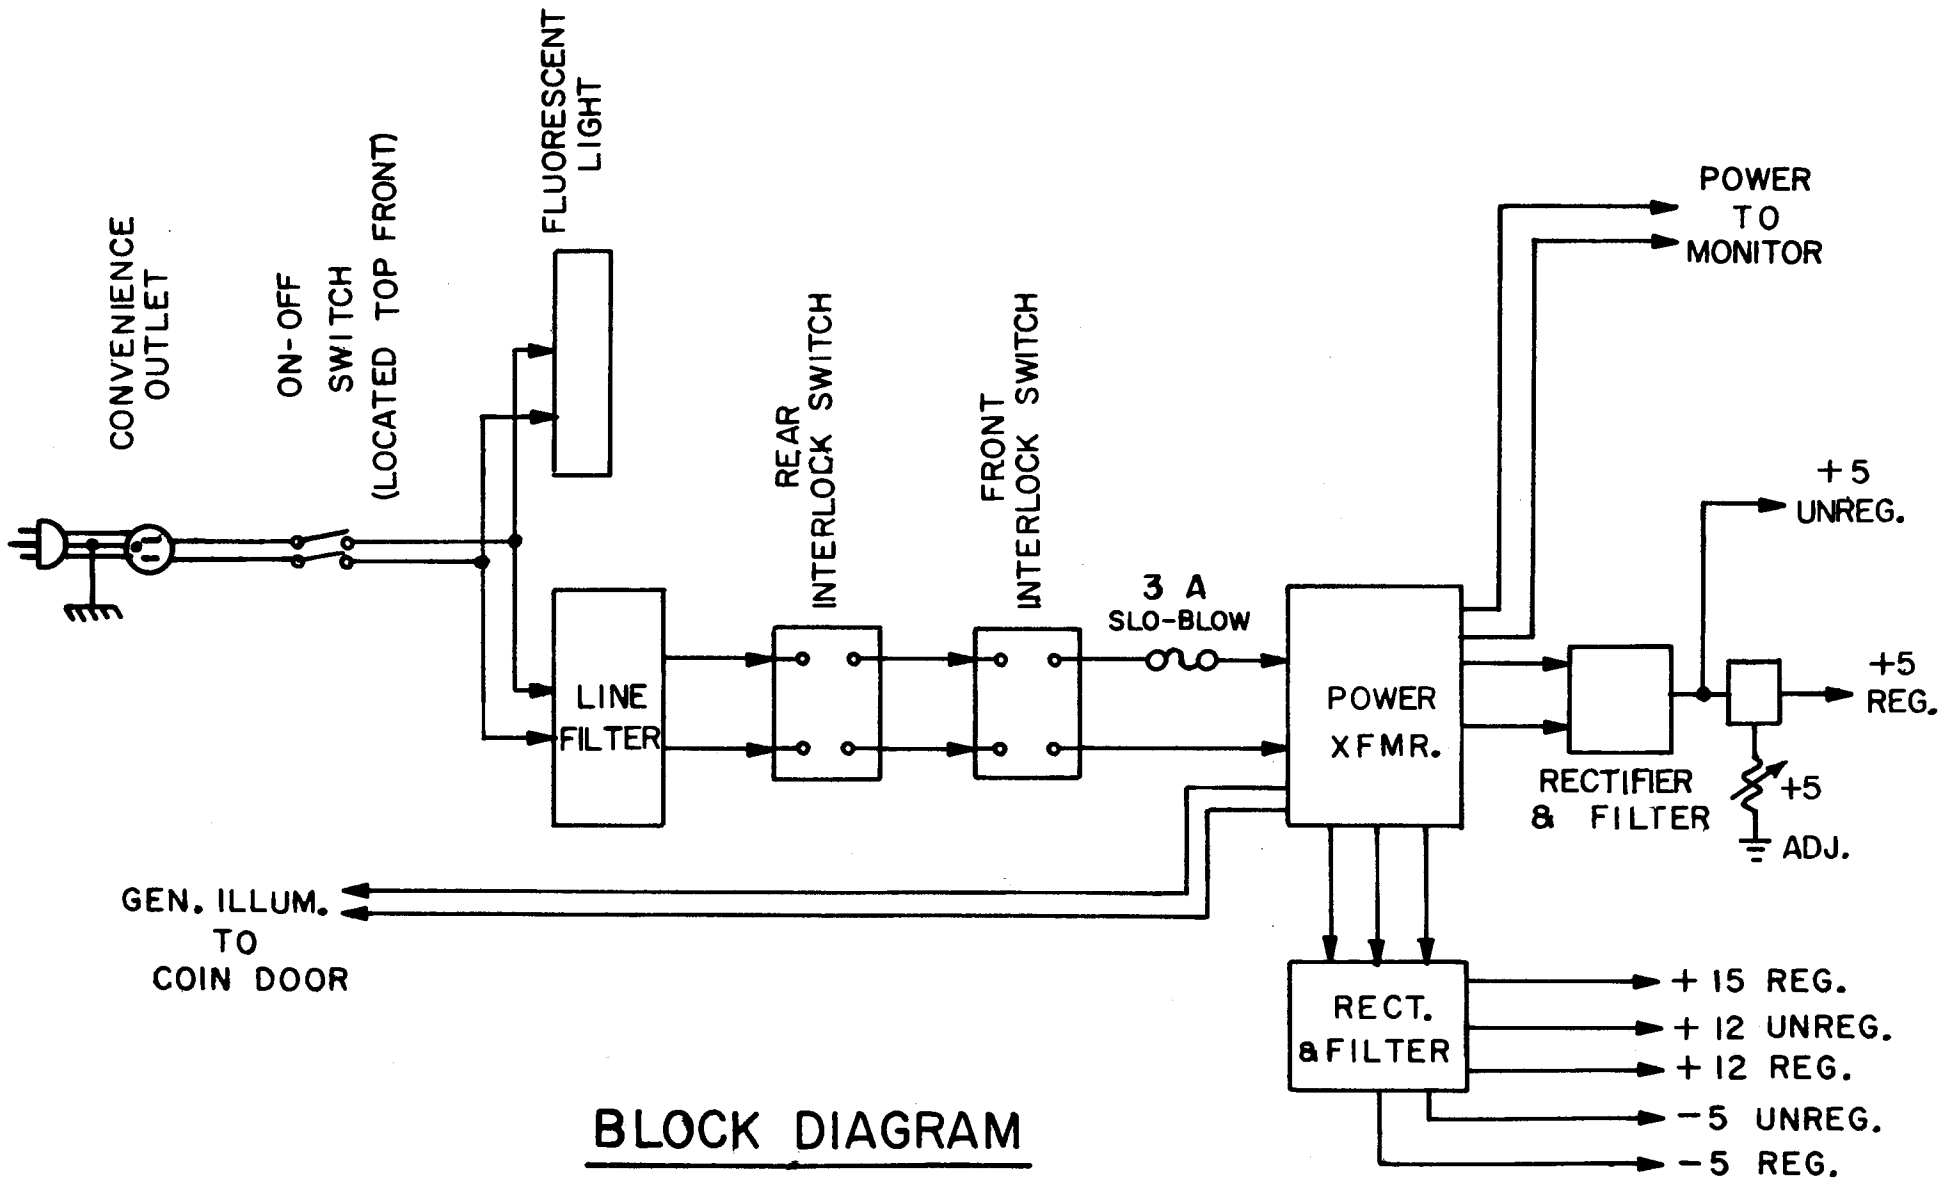 CONVENIENCE
OUTLET
ON-OFF
SWITCH
(LOCATED TOP FRONT)
FLUORESCENT
LIGHT
REAR
INTERLOCK SWITCH
FRONT
INTERLOCK SWITCH
3 A
SLO-BLOW
LINE
FILTER
POWER
XFMR.
POWER
TO
MONITOR
+5
UNREG.
+5
REG.
RECTIFIER
& FILTER
+5
ADJ.
GEN. ILLUM.
TO
COIN DOOR
RECT.
& FILTER
+ 15 REG.
+ 12 UNREG.
+ 12 REG.
- 5 UNREG.
- 5 REG.
BLOCK DIAGRAM